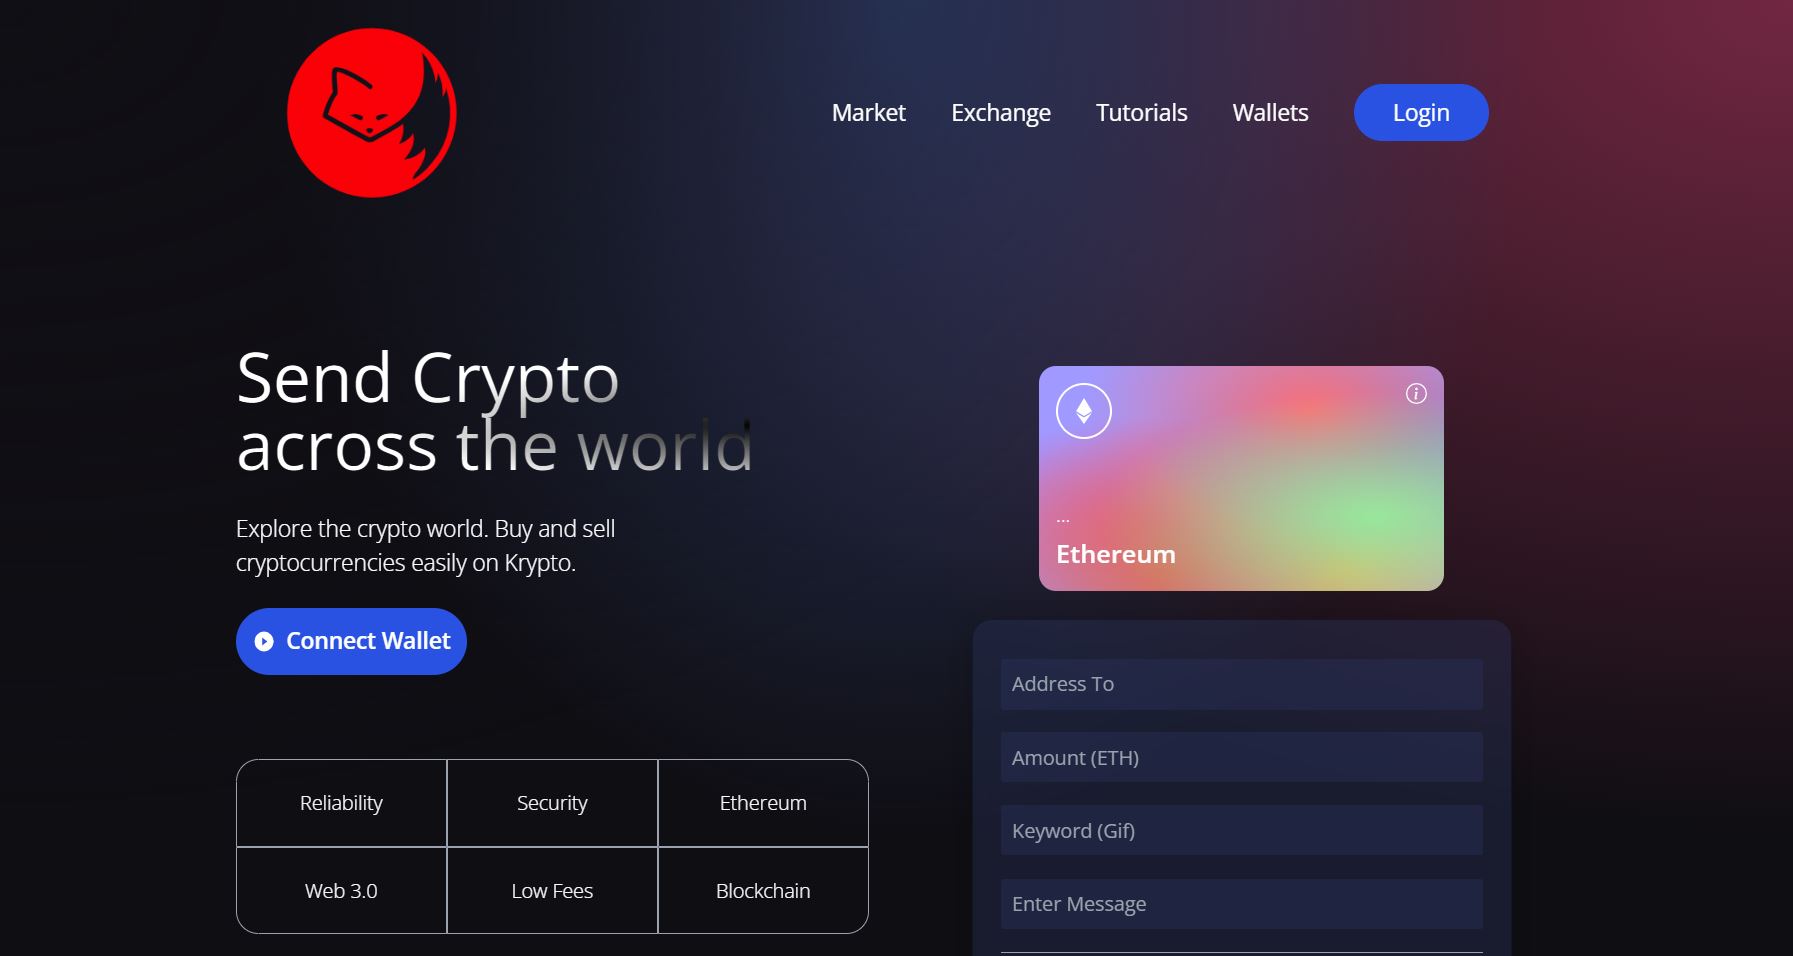 Market
Exchange
Tutorials
Wallets
Login
Send Crypto
across the world
Explore the crypto world. Buy and sell
cryptocurrencies easily on Krypto.
Connect Wallet
Reliability
Security
Ethereum
Web 3.0
Low Fees
Blockchain
i
...
Ethereum
Address To
Amount (ETH)
Keyword (Gif)
Enter Message